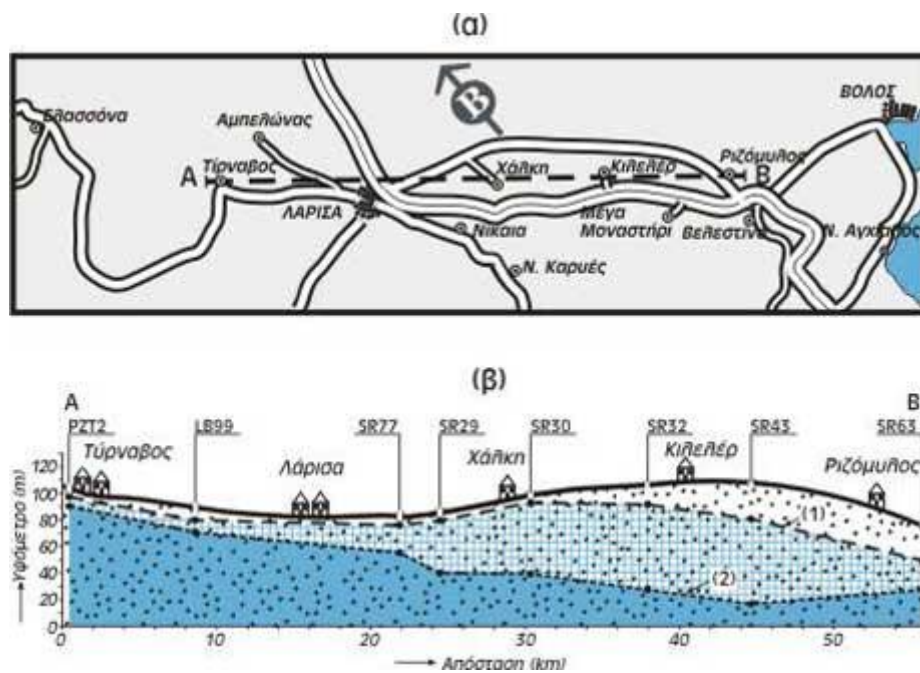 (α)
ΒΟΛΟΣ
Ελασσόνα
Αμπελώνας
Β
Τίρναβος
Χάλκη
Κιλελέρ
Ριζόμυλος
Α
Β
ΛΑΡΙΣΑ
Νίκαια
Μέγα
Μοναστήρι
Βελεστίνο
Ν. Αγχίαλος
Ν. Καρυές
(β)
Α
Β
PZT2
LB99
SR77
SR29
SR30
SR32
SR43
SR63
Τύρναβος
Λάρισα
Χάλκη
Κιλελέρ
Ριζόμυλος
120
100
80
60
40
20
0
Υψόμετρο (m)
(1)
(2)
0
10
20
30
40
50
Απόσταση (km)